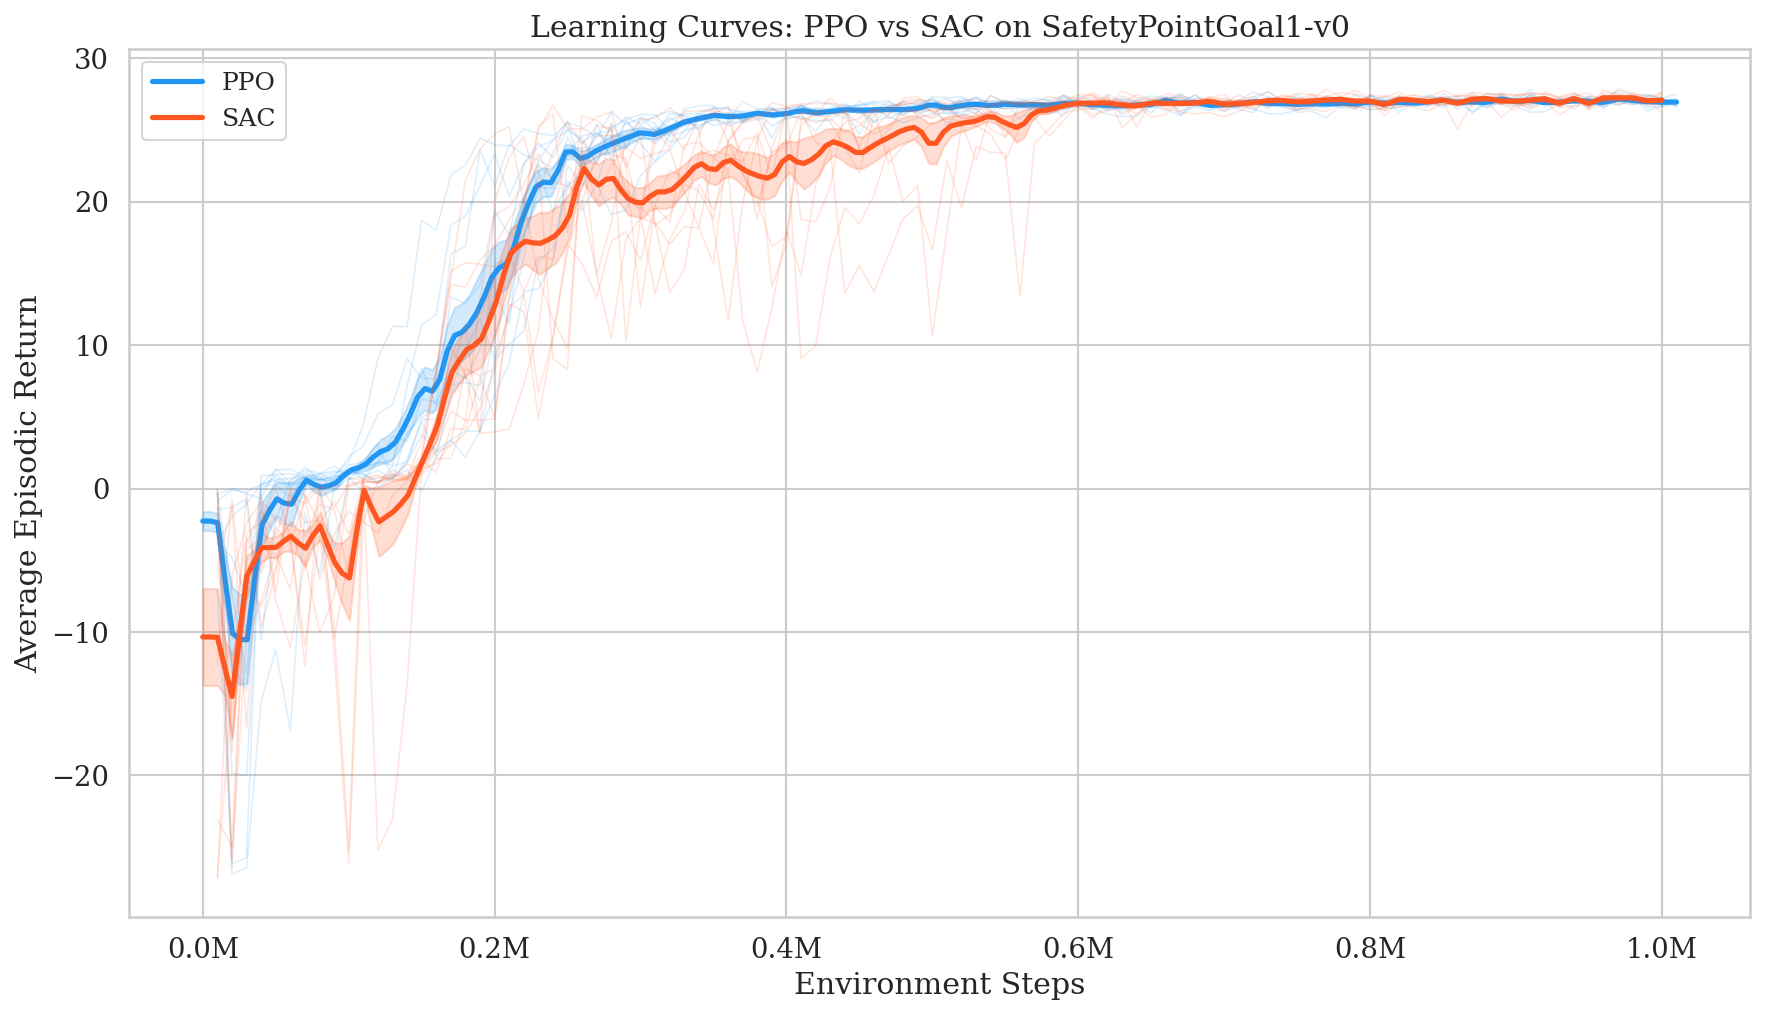 Learning Curves: PPO vs SAC on SafetyPointGoal1-v0
PPO
SAC
Average Episodic Return
30
20
10
0
−10
−20
0.0M 0.2M 0.4M 0.6M 0.8M 1.0M
Environment Steps